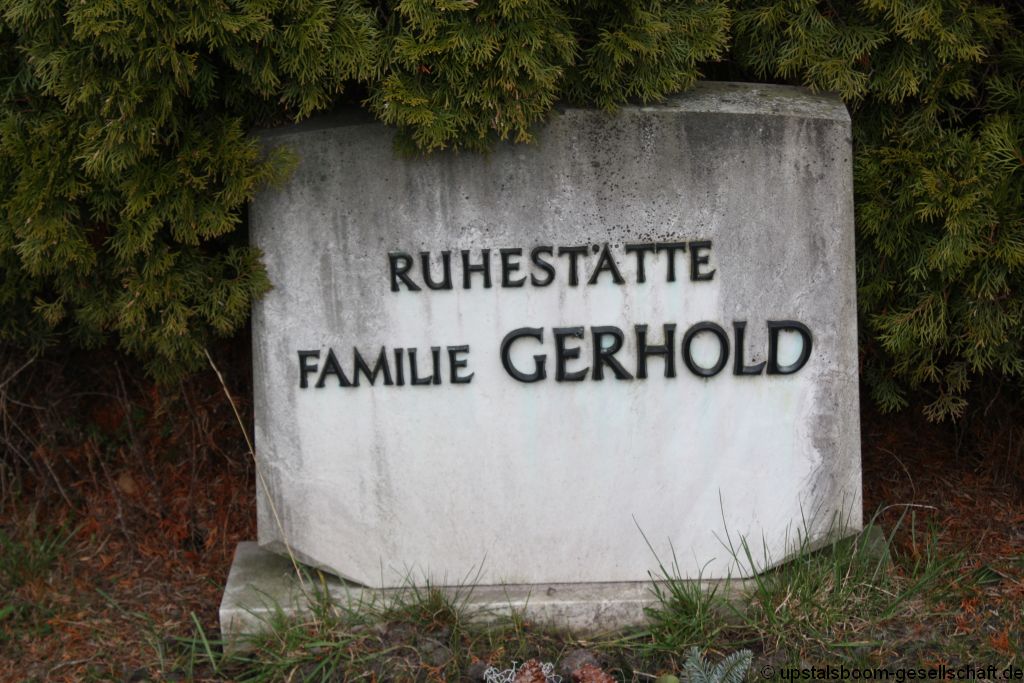 RUHESTÄTTE
FAMILIE GERHOLD
© upstalsboom-gesellschaft.de